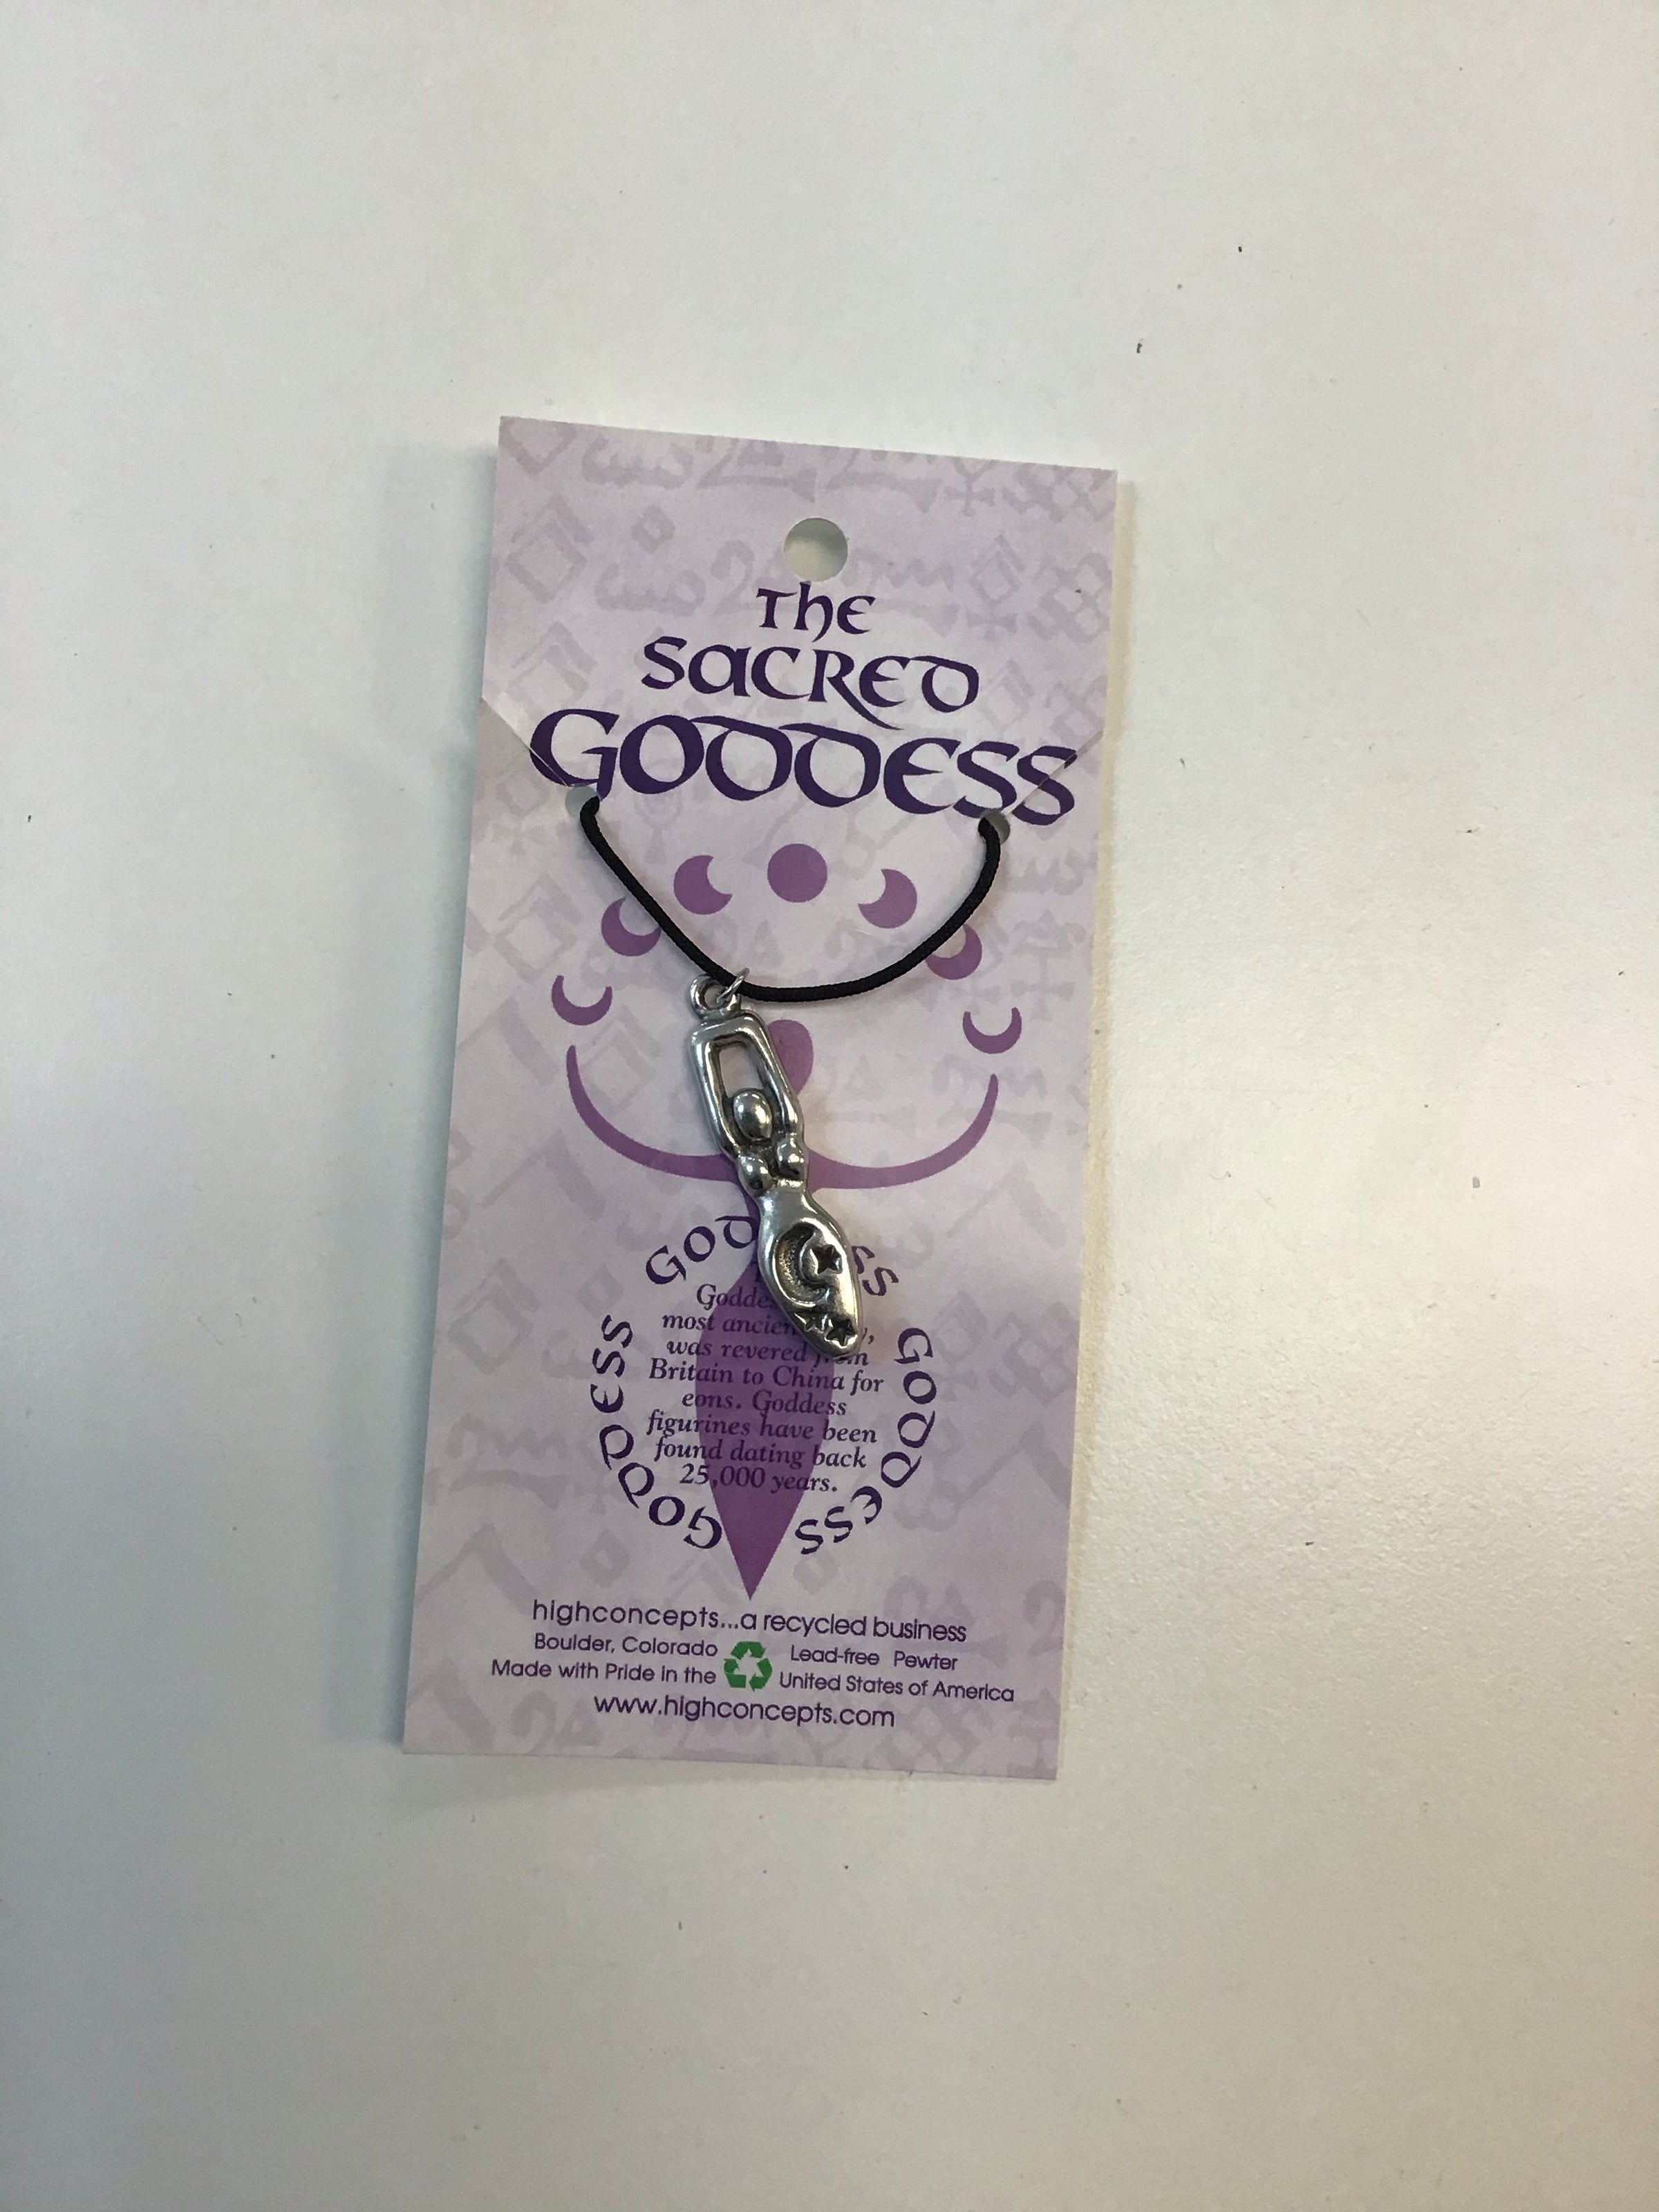 The
Sacred
Goddess
GODDESS
GODDESS
most
was revered
Britain to China for
eons. Goddess
figurines have been
found dating back
25,000 years.
highconcepts...a recycled business
Boulder, Colorado Lead-free Pewter
Made with Pride in the United States of America
www.highconcepts.com